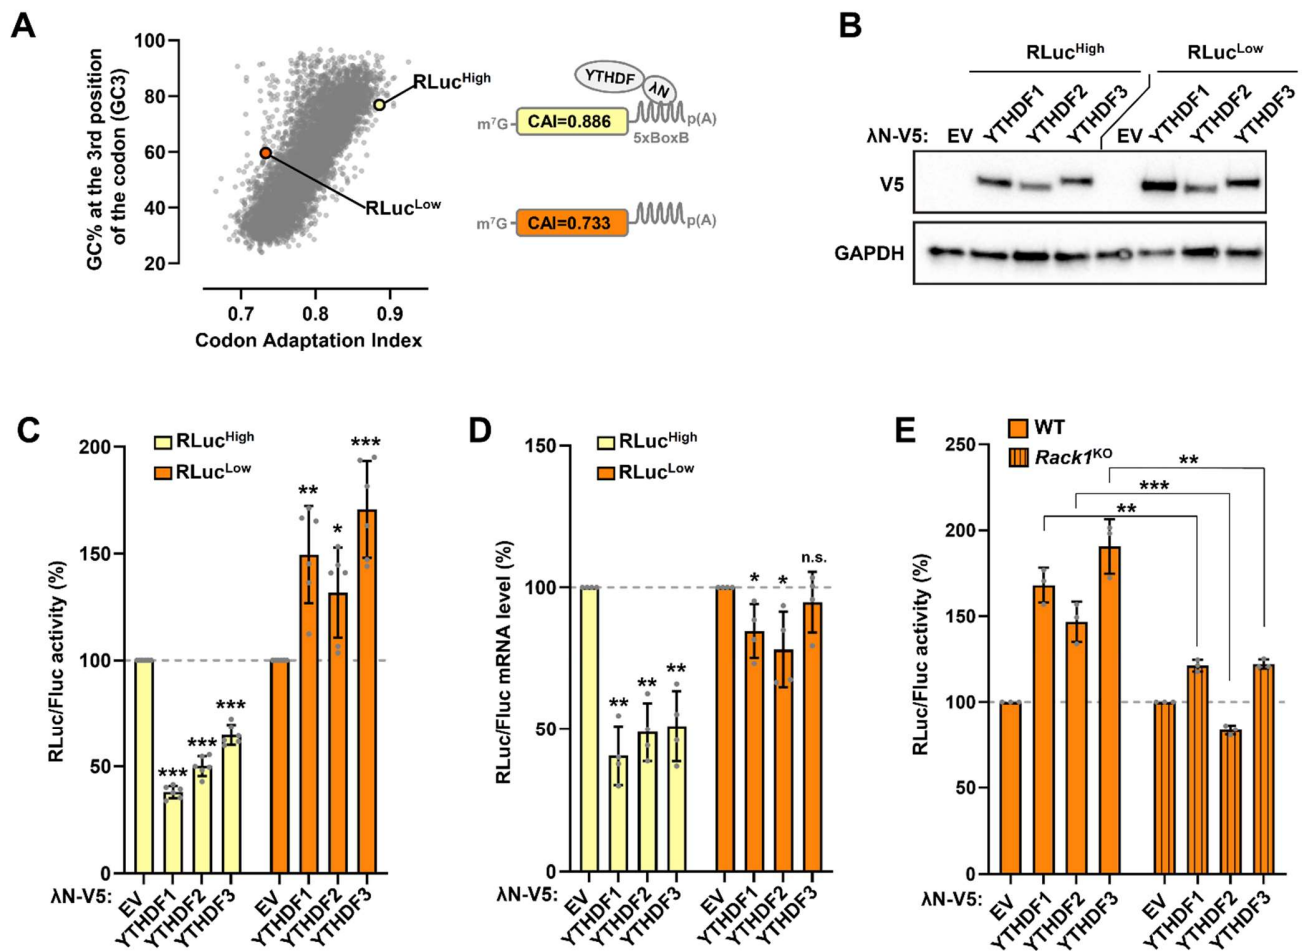 A
100
80
60
40
20
GC% at the 3rd position
of the codon (GC3)
0.7 0.8 0.9
Codon Adaptation Index
RLucHigh
RLucLow
YTHDF
λN
m7G CAI=0.886 p(A)
5xBoxB
m7G CAI=0.733 p(A)
B
RLucHigh RLucLow
λN-V5: EV YTHDF1 YTHDF2 YTHDF3 EV YTHDF1 YTHDF2 YTHDF3
V5
GAPDH
C
RLucHigh
RLucLow
200
150
100
50
0
RLuc/Fluc activity (%)
*** *** *** ** * ***
λN-V5: EV YTHDF1 YTHDF2 YTHDF3 EV YTHDF1 YTHDF2 YTHDF3
D
RLucHigh
RLucLow
150
100
50
0
RLuc/Fluc mRNA level (%)
** ** ** * * n.s.
EV YTHDF1 YTHDF2 YTHDF3 EV YTHDF1 YTHDF2 YTHDF3
E
WT
Rack1KO
250
200
150
100
50
0
RLuc/Fluc activity (%)
**
***
**
λN-V5: EV YTHDF1 YTHDF2 YTHDF3 EV YTHDF1 YTHDF2 YTHDF3